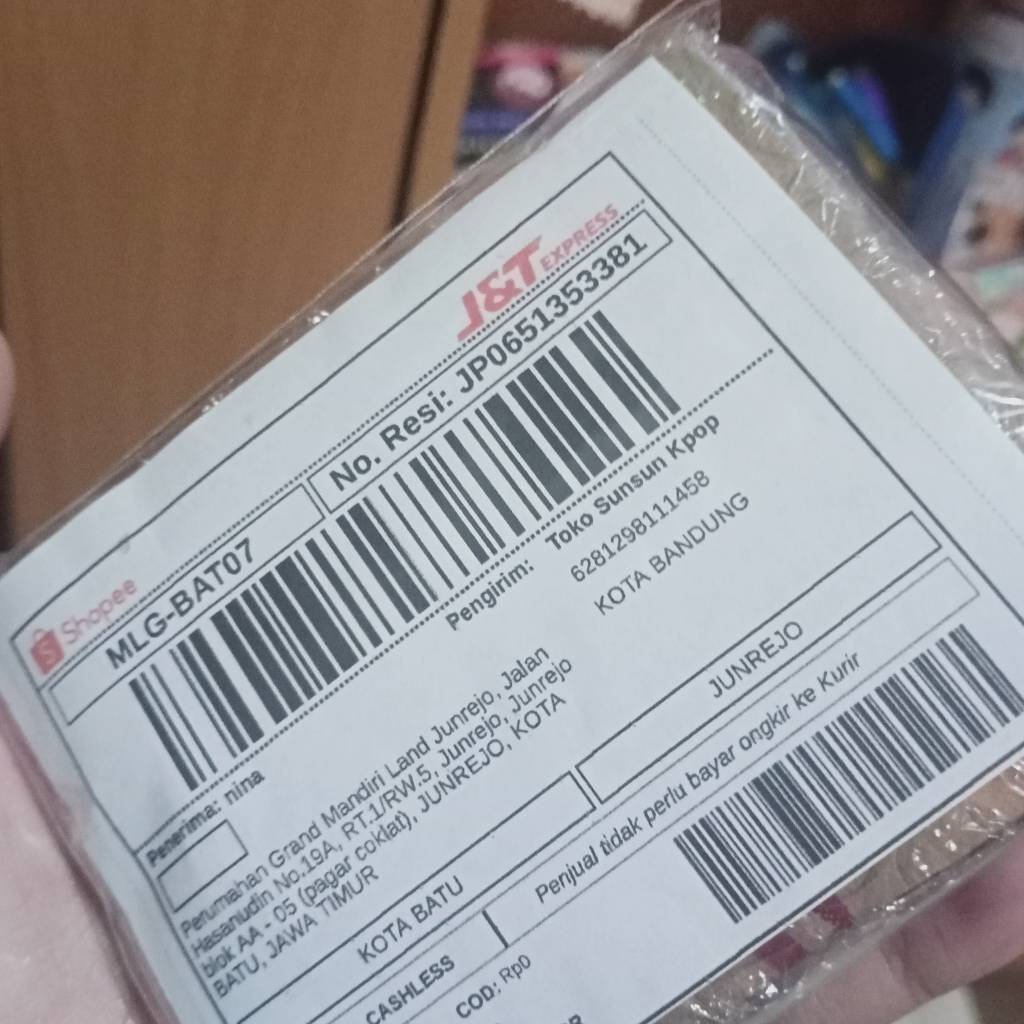 Shopee
J&T EXPRESS
MLG-BAT07
No. Resi: JP0651353381
Penerima: nina
Pengirim:
Toko Sunsun Kpop
6281298111458
KOTA BANDUNG
Perumahan Grand Mandiri Land Junrejo, Jalan
Hasanudin No.19A, RT.1/RW.5, Junrejo, Junrejo
blok AA - 05 (pagar coklat), JUNREJO, KOTA
BATU, JAWA TIMUR
KOTA BATU
JUNREJO
CASHLESS
Penjual tidak perlu bayar ongkir ke Kurir
COD: Rp0